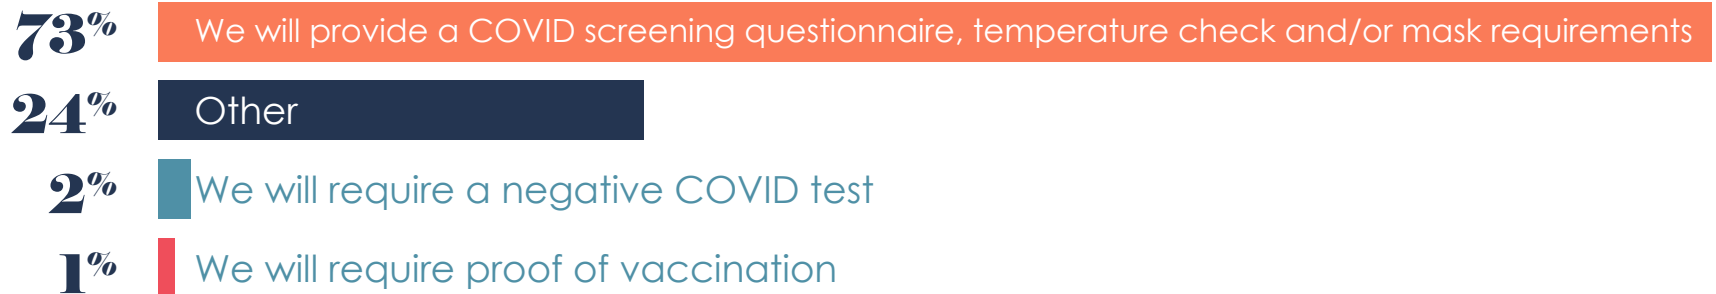 73% We will provide a COVID screening questionnaire, temperature check and/or mask requirements
24% Other
2% We will require a negative COVID test
1% We will require proof of vaccination